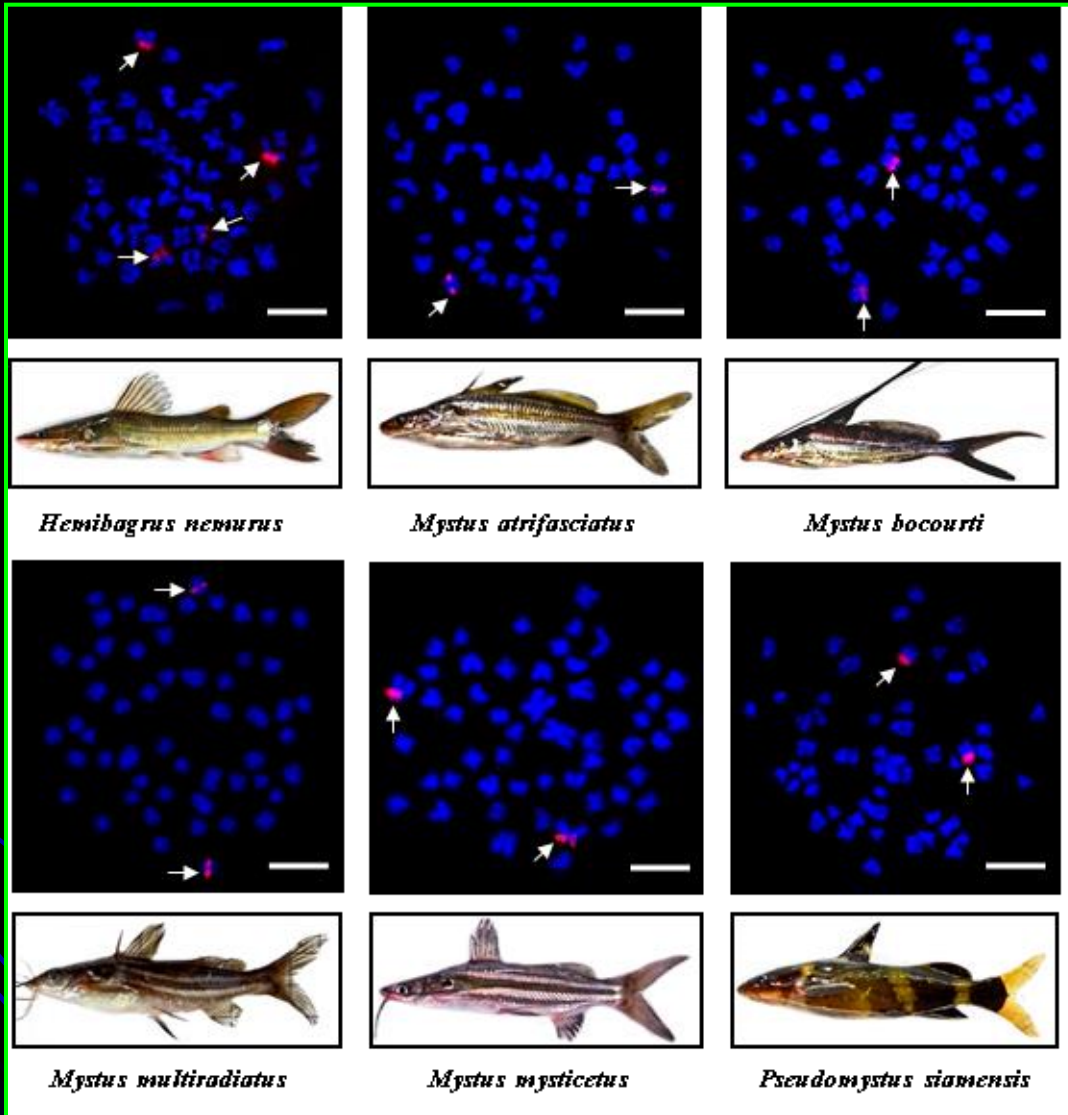 Hemibagrus nemurus
Mystus atrifasciatus
Mystus bocourti
Mystus multiradiatus
Mystus mysticetus
Pseudomystus siamensis